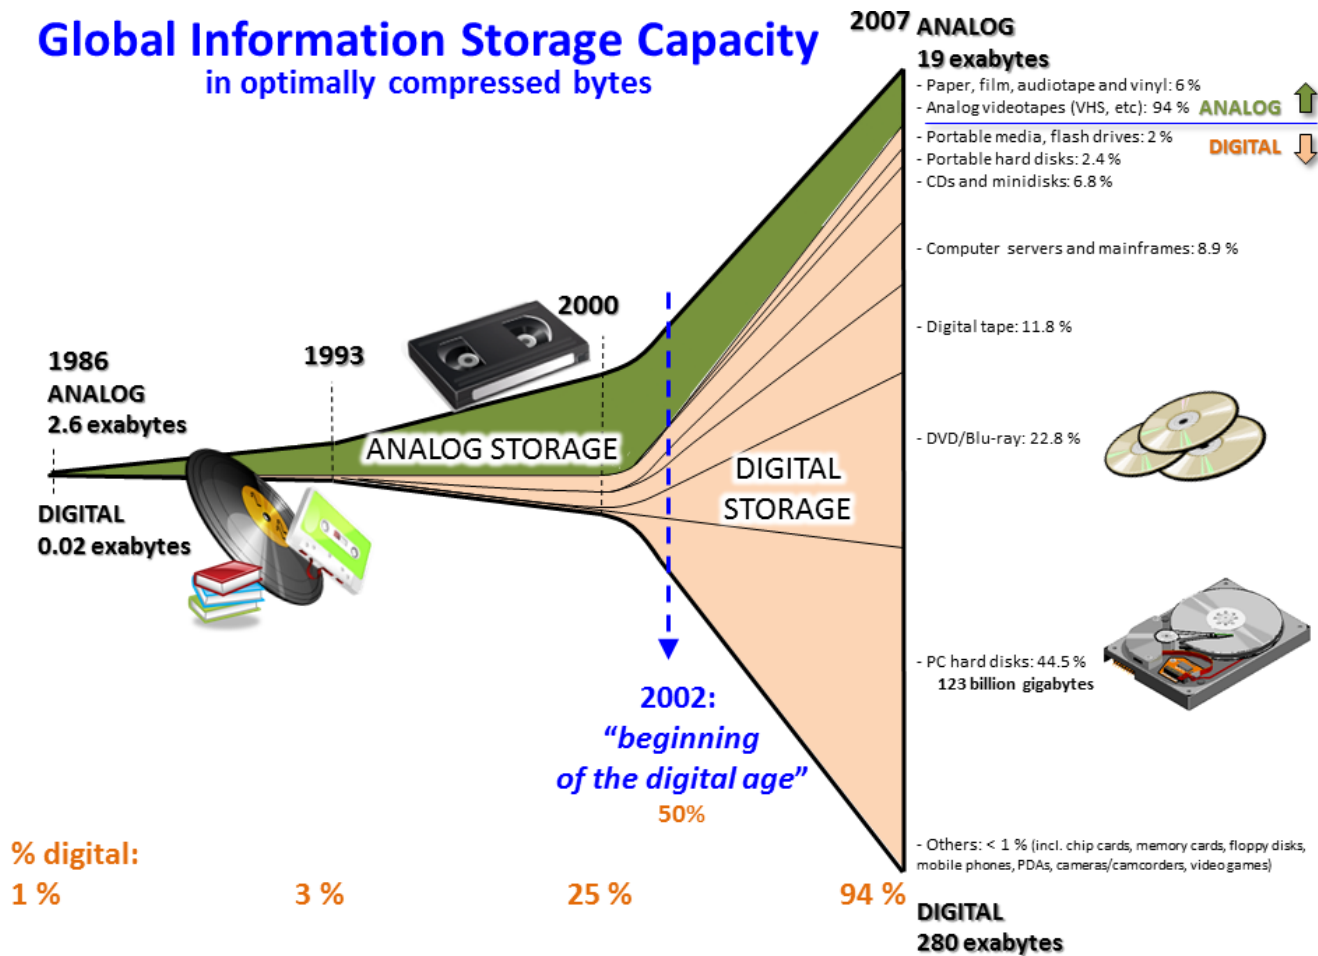 Global Information Storage Capacity
in optimally compressed bytes
2007
ANALOG
19 exabytes
- Paper, film, audiotape and vinyl: 6 %
- Analog videotapes (VHS, etc): 94 %
ANALOG
- Portable media, flash drives: 2 %
DIGITAL
- Portable hard disks: 2.4 %
- CDs and minidisks: 6.8 %
- Computer servers and mainframes: 8.9 %
- Digital tape: 11.8 %
- DVD/Blu-ray: 22.8 %
- PC hard disks: 44.5 %
123 billion gigabytes
- Others: < 1 % (incl. chip cards, memory cards, floppy disks,
mobile phones, PDAs, cameras/camcorders, video games)
DIGITAL
280 exabytes
2000
1993
1986
ANALOG
2.6 exabytes
DIGITAL
0.02 exabytes
ANALOG STORAGE
DIGITAL
STORAGE
2002:
“beginning
of the digital age”
50%
% digital:
1 %
3 %
25 %
94 %